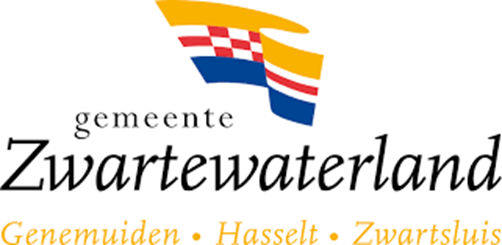 gemeente
Zwartewaterland
Genemuiden • Hasselt • Zwartsluis